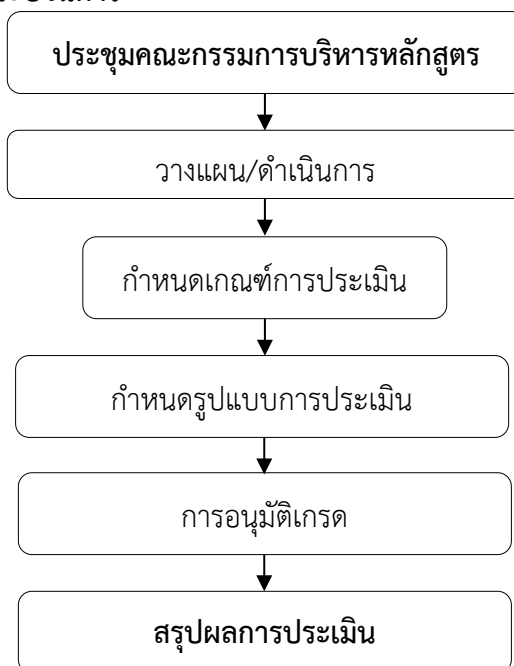 ประชุมคณะกรรมการบริหารหลักสูตร
วางแผน/ดำเนินการ
กำหนดเกณฑ์การประเมิน
กำหนดรูปแบบการประเมิน
การอนุมัติเกรด
สรุปผลการประเมิน